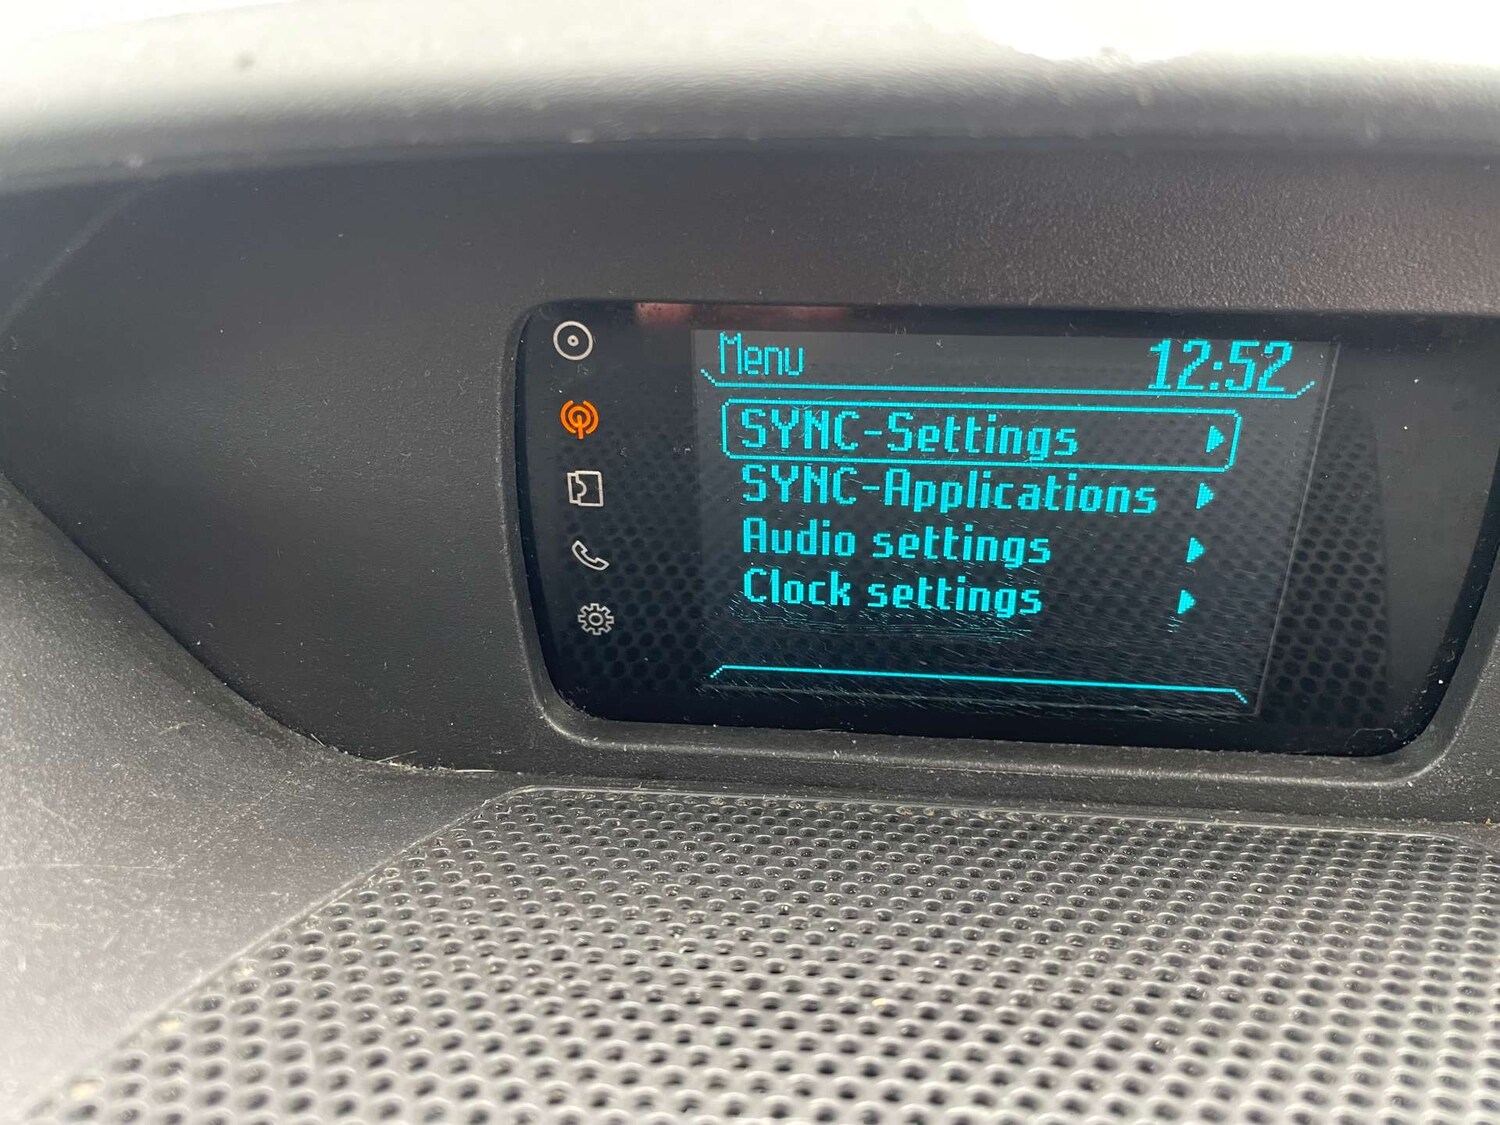 Menu 12:52
SYNC-Settings
SYNC-Applications
Audio settings
Clock settings